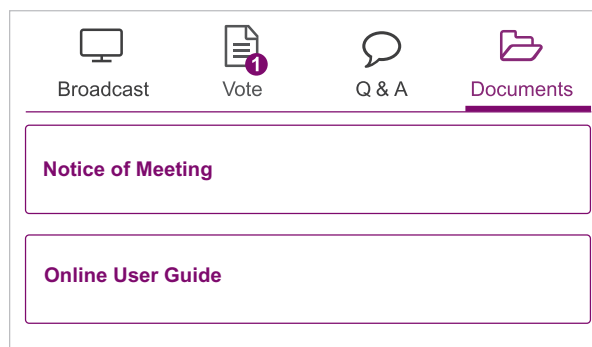 1
Broadcast Vote Q & A Documents
Notice of Meeting
Online User Guide